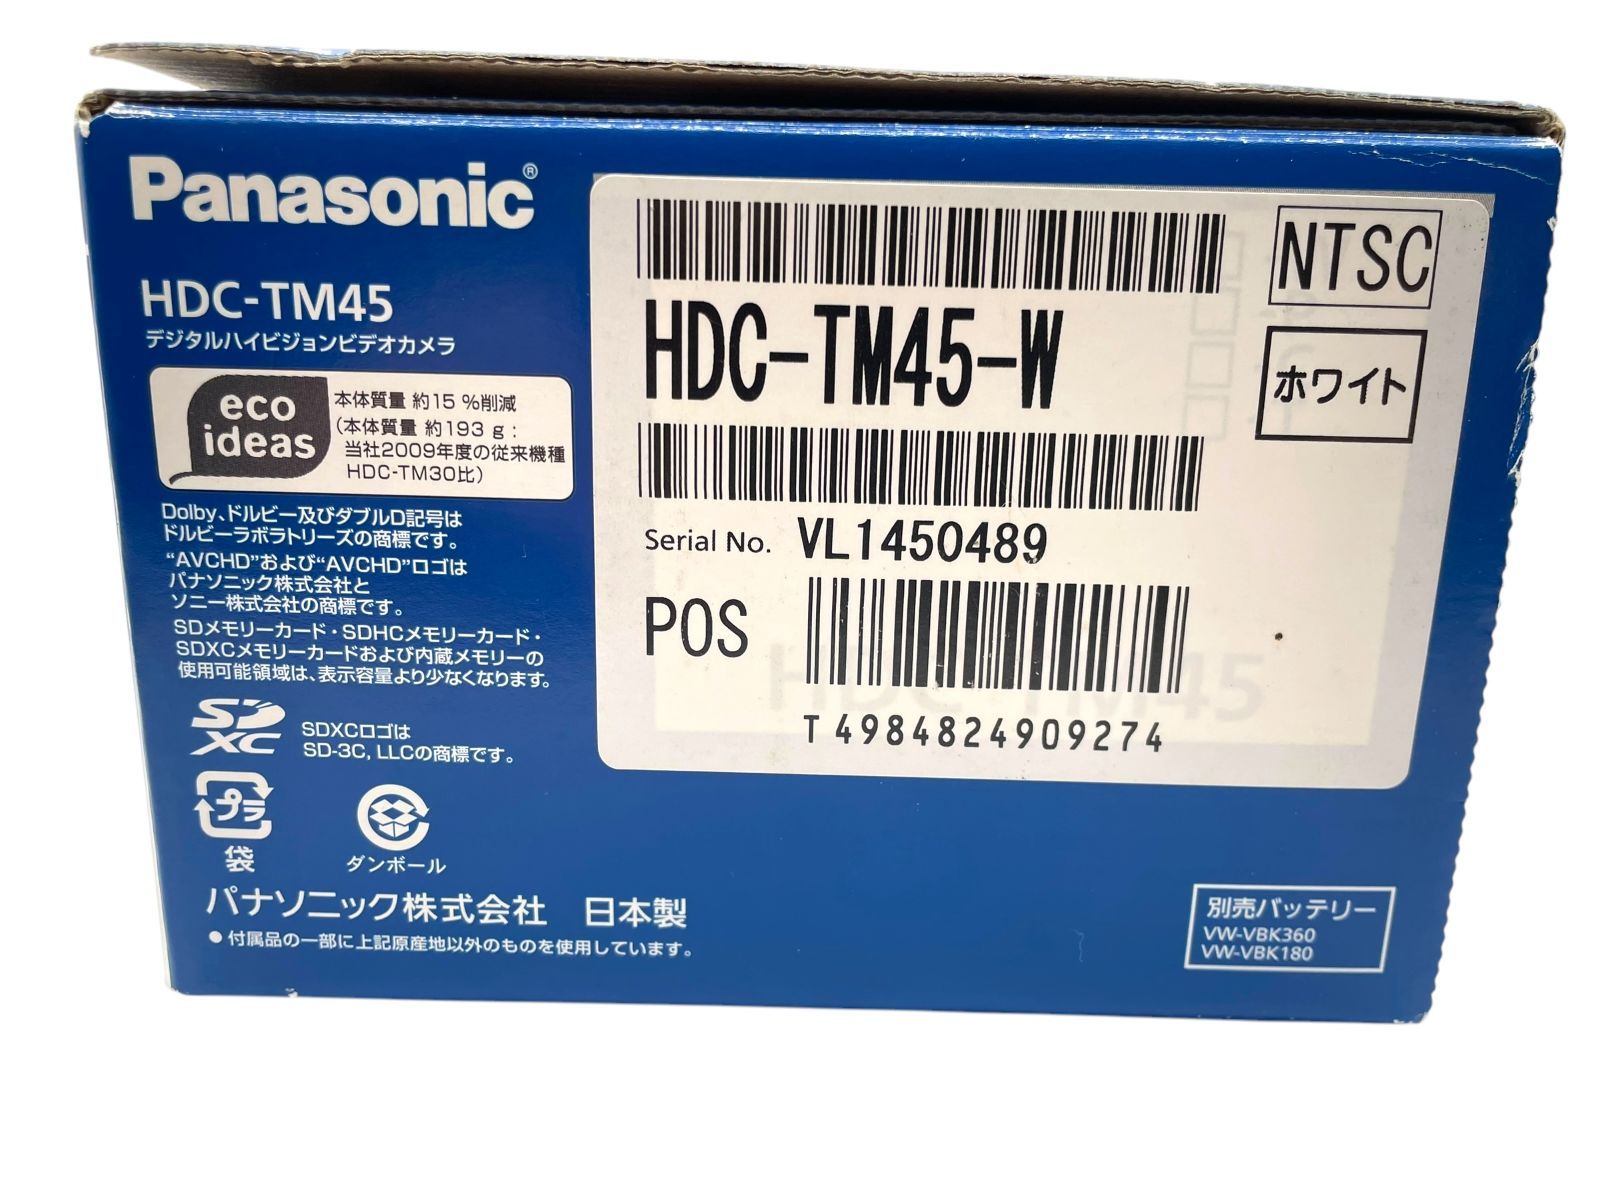 Panasonic®
HDC-TM45
デジタルハイビジョンビデオカメラ
eco
ideas
本体質量 約15 %削減
(本体質量 約193 g :
当社2009年度の従来機種
HDC-TM30比)
Dolby、ドルビー及びダブルD記号は
ドルビーラボラトリーズの商標です。
“AVCHD”および“AVCHD”ロゴは
パナソニック株式会社と
ソニー株式会社の商標です。
SDメモリーカード・SDHCメモリーカード・
SDXCメモリーカードおよび内蔵メモリーの
使用可能領域は、表示容量より少なくなります。
SD
XC
SDXCロゴは
SD-3C, LLCの商標です。
プラ
袋
ダンボール
パナソニック株式会社 日本製
●付属品の一部に上記原産地以外のものを使用しています。
NTSC
HDC-TM45-W
ホワイト
Serial No. VL1450489
POS
T4984824909274
HDC-TM45
別売バッテリー
VW-VBK360
VW-VBK180